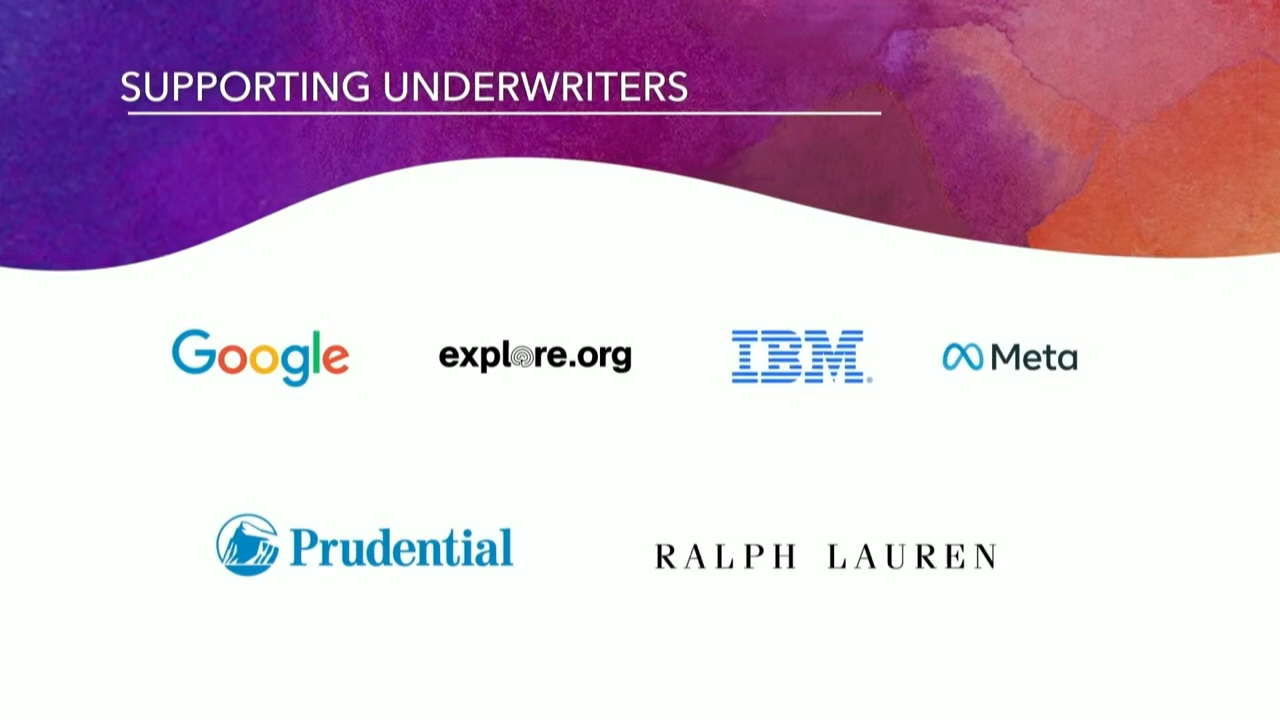 SUPPORTING UNDERWRITERS
Google explore.org IBM® Meta
Prudential RALPH LAUREN